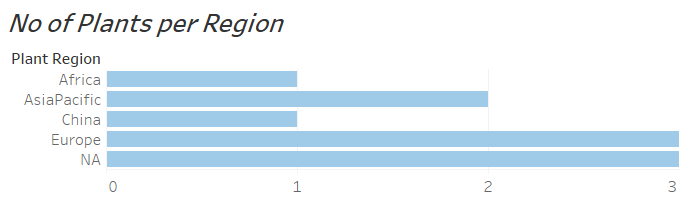 No of Plants per Region
Plant Region
Africa
AsiaPacific
China
Europe
NA
0 1 2 3